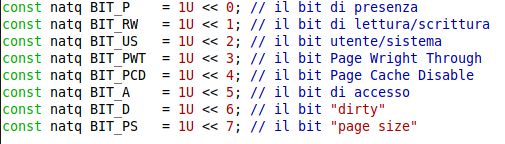 const natq BIT_P   = 1U << 0; // il bit di presenza
const natq BIT_RW  = 1U << 1; // il bit di lettura/scrittura
const natq BIT_US  = 1U << 2; // il bit utente/sistema
const natq BIT_PWT = 1U << 3; // il bit Page Wright Through
const natq BIT_PCD = 1U << 4; // il bit Page Cache Disable
const natq BIT_A   = 1U << 5; // il bit di accesso
const natq BIT_D   = 1U << 6; // il bit "dirty"
const natq BIT_PS  = 1U << 7; // il bit "page size"